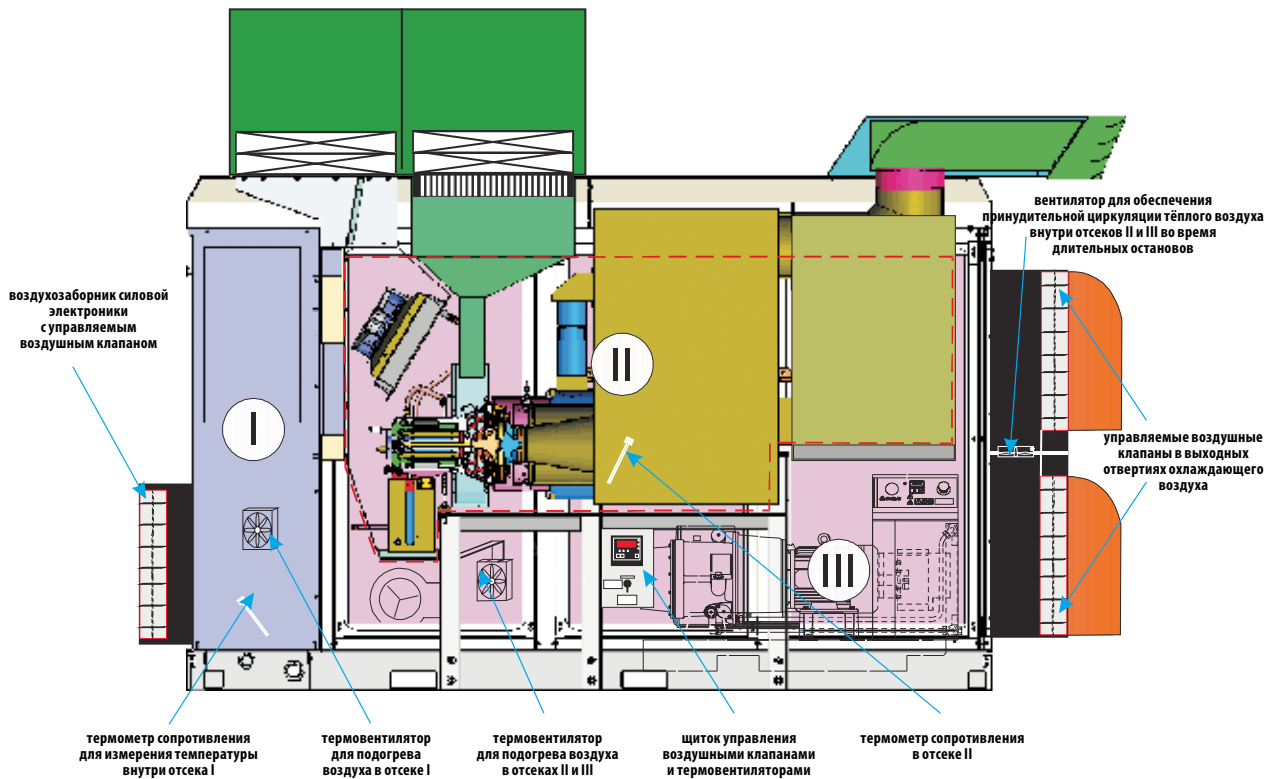 вентилятор для обеспечения
принудительной циркуляции тёплого воздуха
внутри отсеков II и III во время
длительных остановов
воздухозаборник силовой
электроники
с управляемым
воздушным клапаном
I
II
III
управляемые воздушные
клапаны в выходных
отвертиях охлаждающего
воздуха
термометр сопротивления
для измерения температуры
внутри отсека I
термовентилятор
для подогрева
воздуха в отсеке I
термовентилятор
для подогрева воздуха
в отсеках II и III
щиток управления
воздушными клапанами
и термовентиляторами
термометр сопротивления
в отсеке II